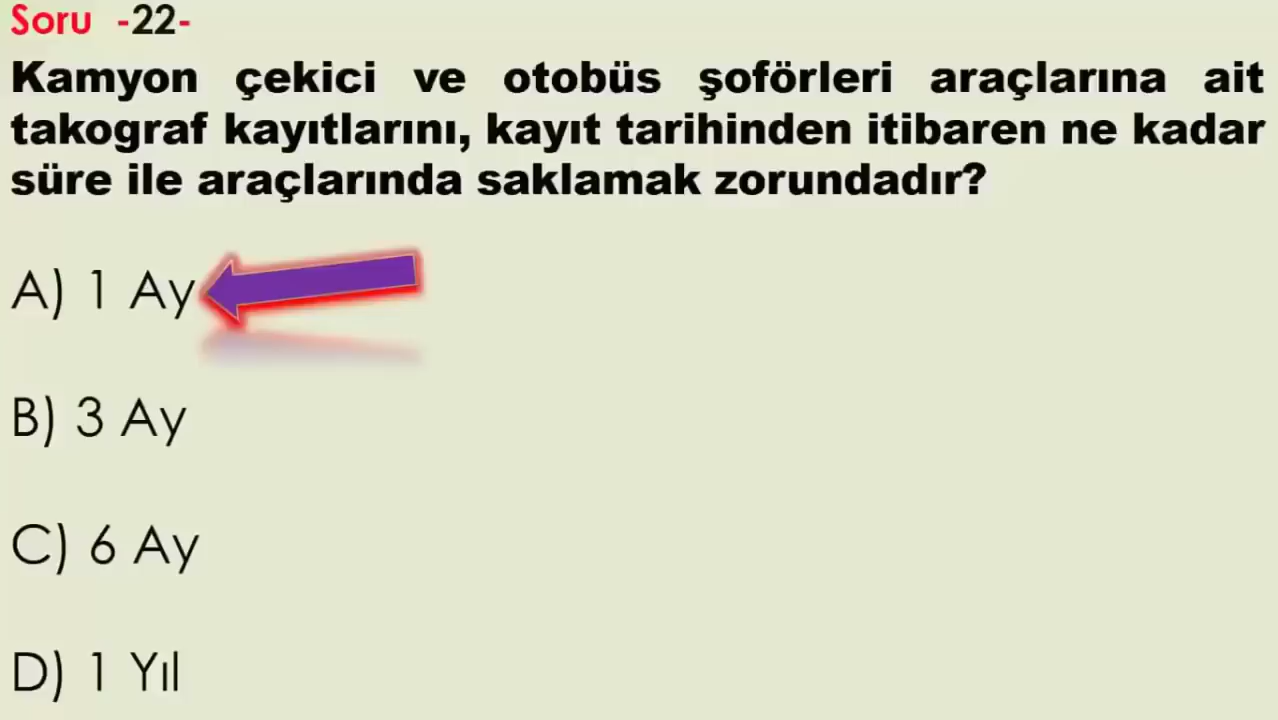 Soru -22-
Kamyon çekici ve otobüs şoförleri araçlarına ait
takograf kayıtlarını, kayıt tarihinden itibaren ne kadar
süre ile araçlarında saklamak zorundadır?
A) 1 Ay
B) 3 Ay
C) 6 Ay
D) 1 Yıl